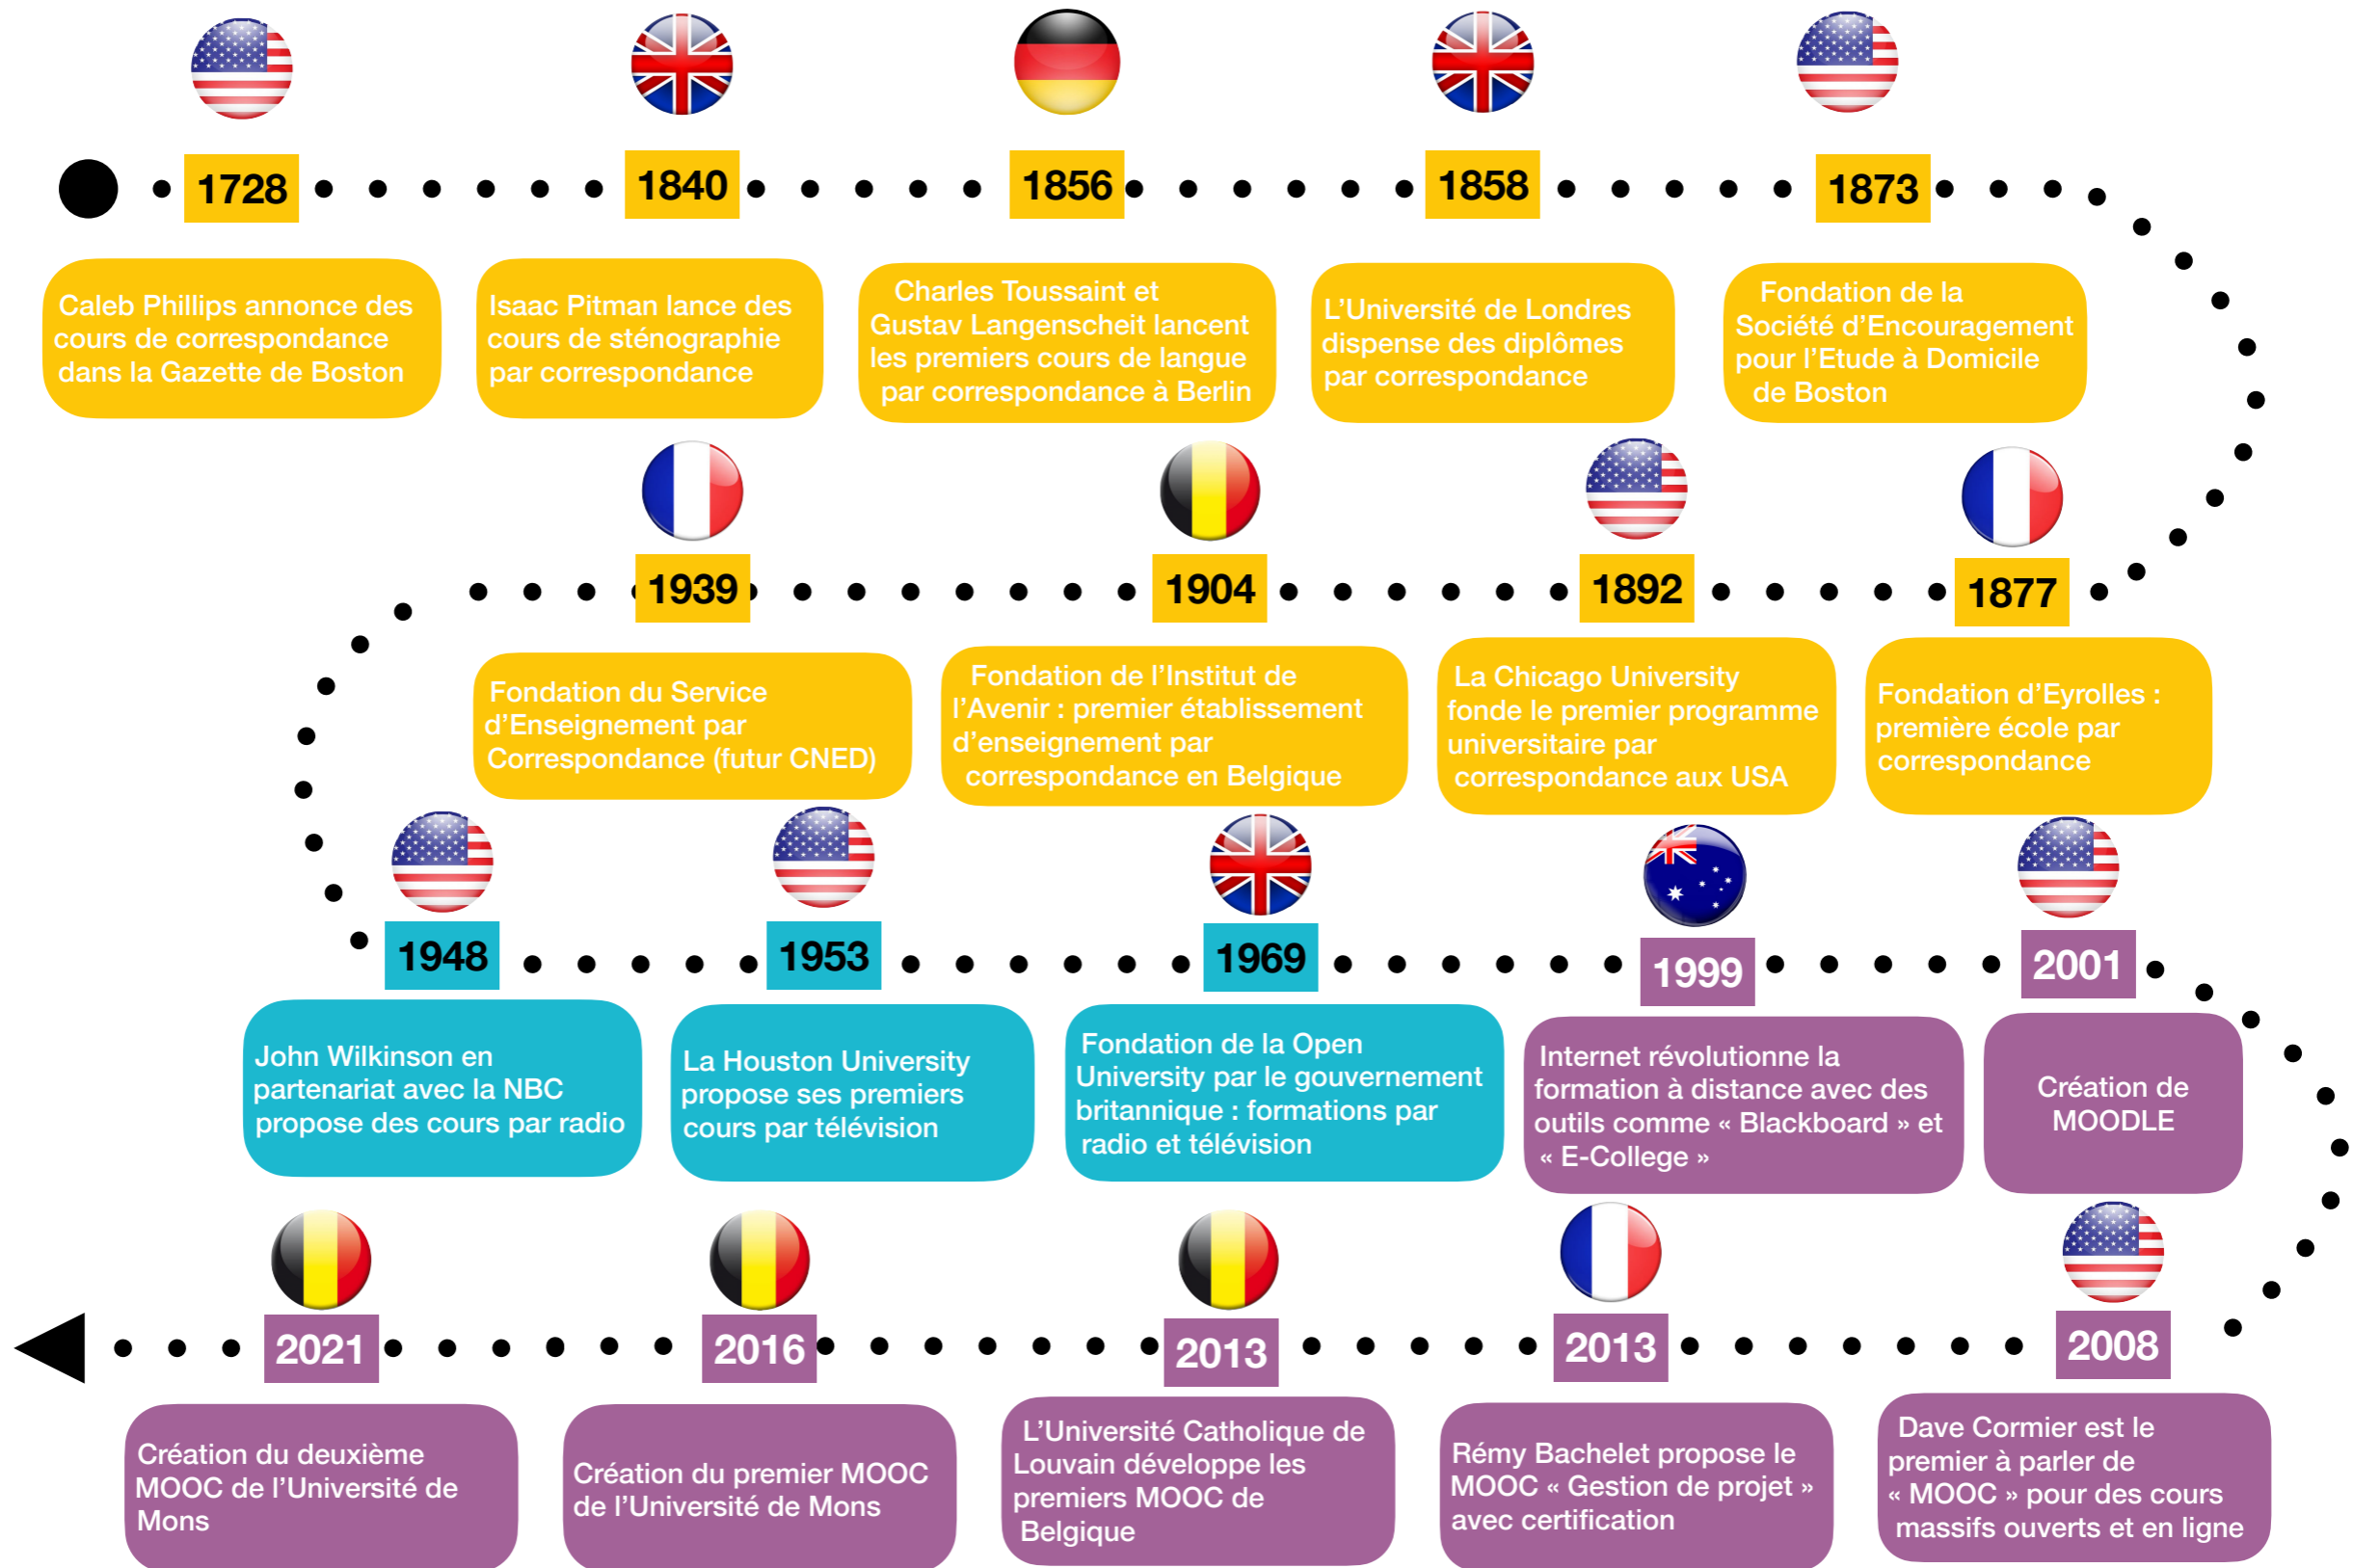 1728
1840
1856
1858
1873
Caleb Phillips annonce des
cours de correspondance
dans la Gazette de Boston
Isaac Pitman lance des
cours de sténographie
par correspondance
Charles Toussaint et
Gustav Langenscheit lancent
les premiers cours de langue
par correspondance à Berlin
L'Université de Londres
dispense des diplômes
par correspondance
Fondation de la
Société d'Encouragement
pour l'Etude à Domicile
de Boston
1939
1904
1892
1877
Fondation du Service
d'Enseignement par
Correspondance (futur CNED)
Fondation de l'Institut de
l'Avenir : premier établissement
d'enseignement par
correspondance en Belgique
La Chicago University
fonde le premier programme
universitaire par
correspondance aux USA
Fondation d'Eyrolles :
première école par
correspondance
1948
1953
1969
1999
2001
John Wilkinson en
partenariat avec la NBC
propose des cours par radio
La Houston University
propose ses premiers
cours par télévision
Fondation de la Open
University par le gouvernement
britannique : formations par
radio et télévision
Internet révolutionne la
formation à distance avec des
outils comme « Blackboard » et
« E-College »
Création de
MOODLE
2021
2016
2013
2013
2008
Création du deuxième
MOOC de l'Université de
Mons
Création du premier MOOC
de l'Université de Mons
L'Université Catholique de
Louvain développe les
premiers MOOC de
Belgique
Rémy Bachelet propose le
MOOC « Gestion de projet »
avec certification
Dave Cormier est le
premier à parler de
« MOOC » pour des cours
massifs ouverts et en ligne